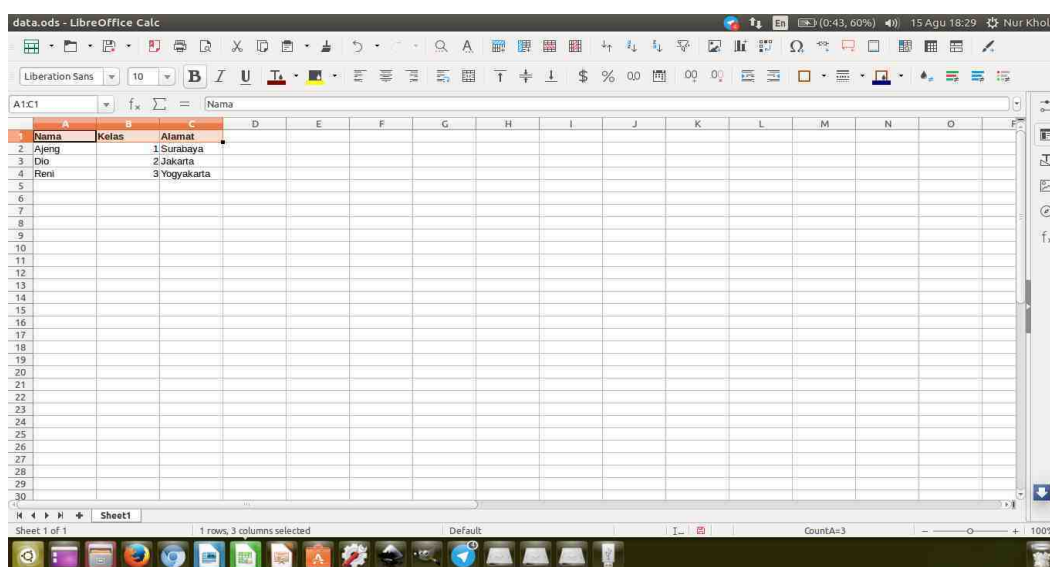 data.ods - LibreOffice Calc
En (0:43, 60%) 15 Agu 18:29 Nur Khol
Liberation Sans 10 B I U $ % 0.0
A1:C1 Nama
A B C D E F G H I J K L M N O
1 Nama Kelas Alamat
2 Ajeng 1 Surabaya
3 Dio 2 Jakarta
4 Reni 3 Yogyakarta
5
6
7
8
9
10
11
12
13
14
15
16
17
18
19
20
21
22
23
24
25
26
27
28
29
30
Sheet1
Sheet 1 of 1 1 rows, 3 columns selected Default CountA=3 100%